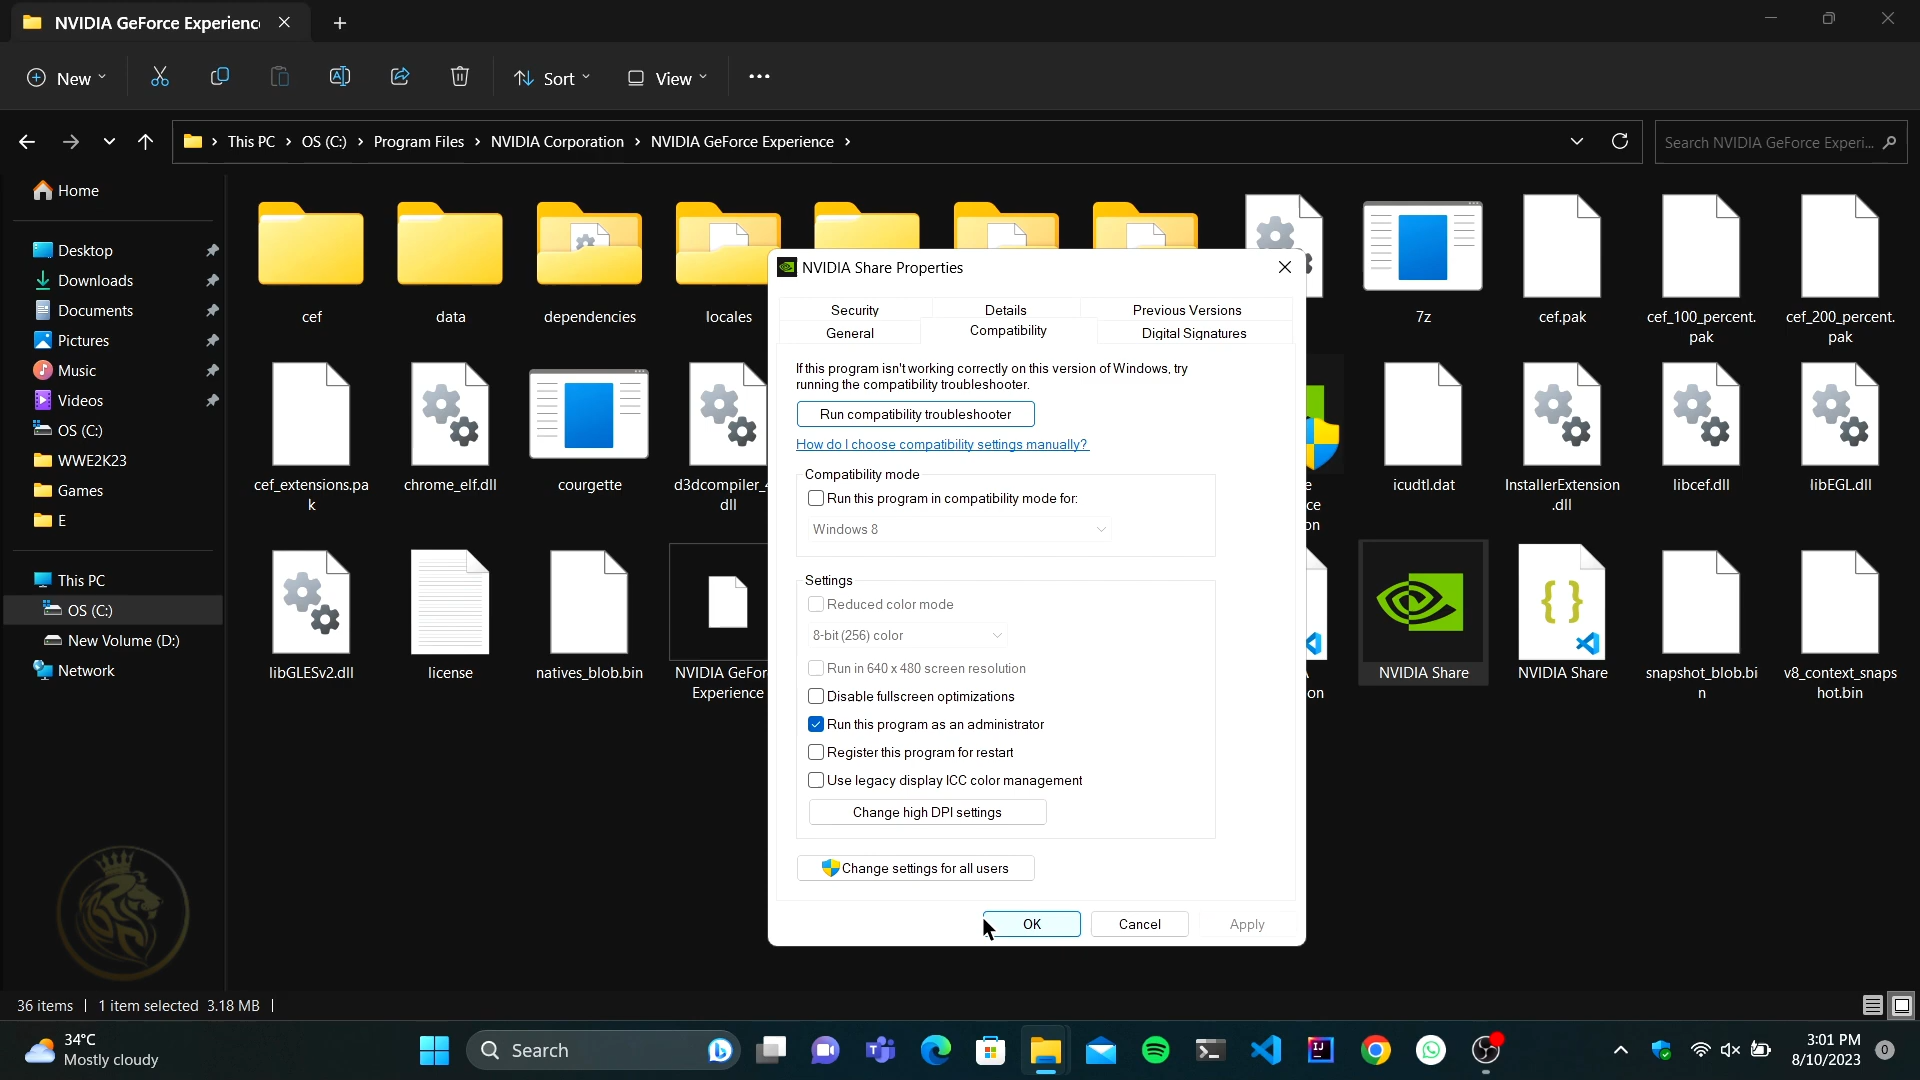 NVIDIA GeForce Experienc
New
Sort
View
This PC
OS (C:)
Program Files
NVIDIA Corporation
NVIDIA GeForce Experience
Search NVIDIA GeForce Experi...
Home
Desktop
Downloads
Documents
Pictures
Music
Videos
OS (C:)
WWE2K23
Games
E
This PC
OS (C:)
New Volume (D:)
Network
cef
data
dependencies
locales
7z
cef.pak
cef_100_percent.
pak
cef_200_percent.
pak
cef_extensions.pa
k
chrome_elf.dll
courgette
d3dcompiler_
dll
e
ce
on
icudtl.dat
InstallerExtension
.dll
libcef.dll
libEGL.dll
libGLESv2.dll
license
natives_blob.bin
NVIDIA GeFor
Experience
on
NVIDIA Share
NVIDIA Share
snapshot_blob.bi
n
v8_context_snaps
hot.bin
NVIDIA Share Properties
Security
Details
Previous Versions
General
Compatibility
Digital Signatures
If this program isn't working correctly on this version of Windows, try
running the compatibility troubleshooter.
Run compatibility troubleshooter
How do I choose compatibility settings manually?
Compatibility mode
Run this program in compatibility mode for:
Windows 8
Settings
Reduced color mode
8-bit (256) color
Run in 640 x 480 screen resolution
Disable fullscreen optimizations
Run this program as an administrator
Register this program for restart
Use legacy display ICC color management
Change high DPI settings
Change settings for all users
OK
Cancel
Apply
36 items
1 item selected 3.18 MB
34°C
Mostly cloudy
Search
3:01 PM
8/10/2023
0